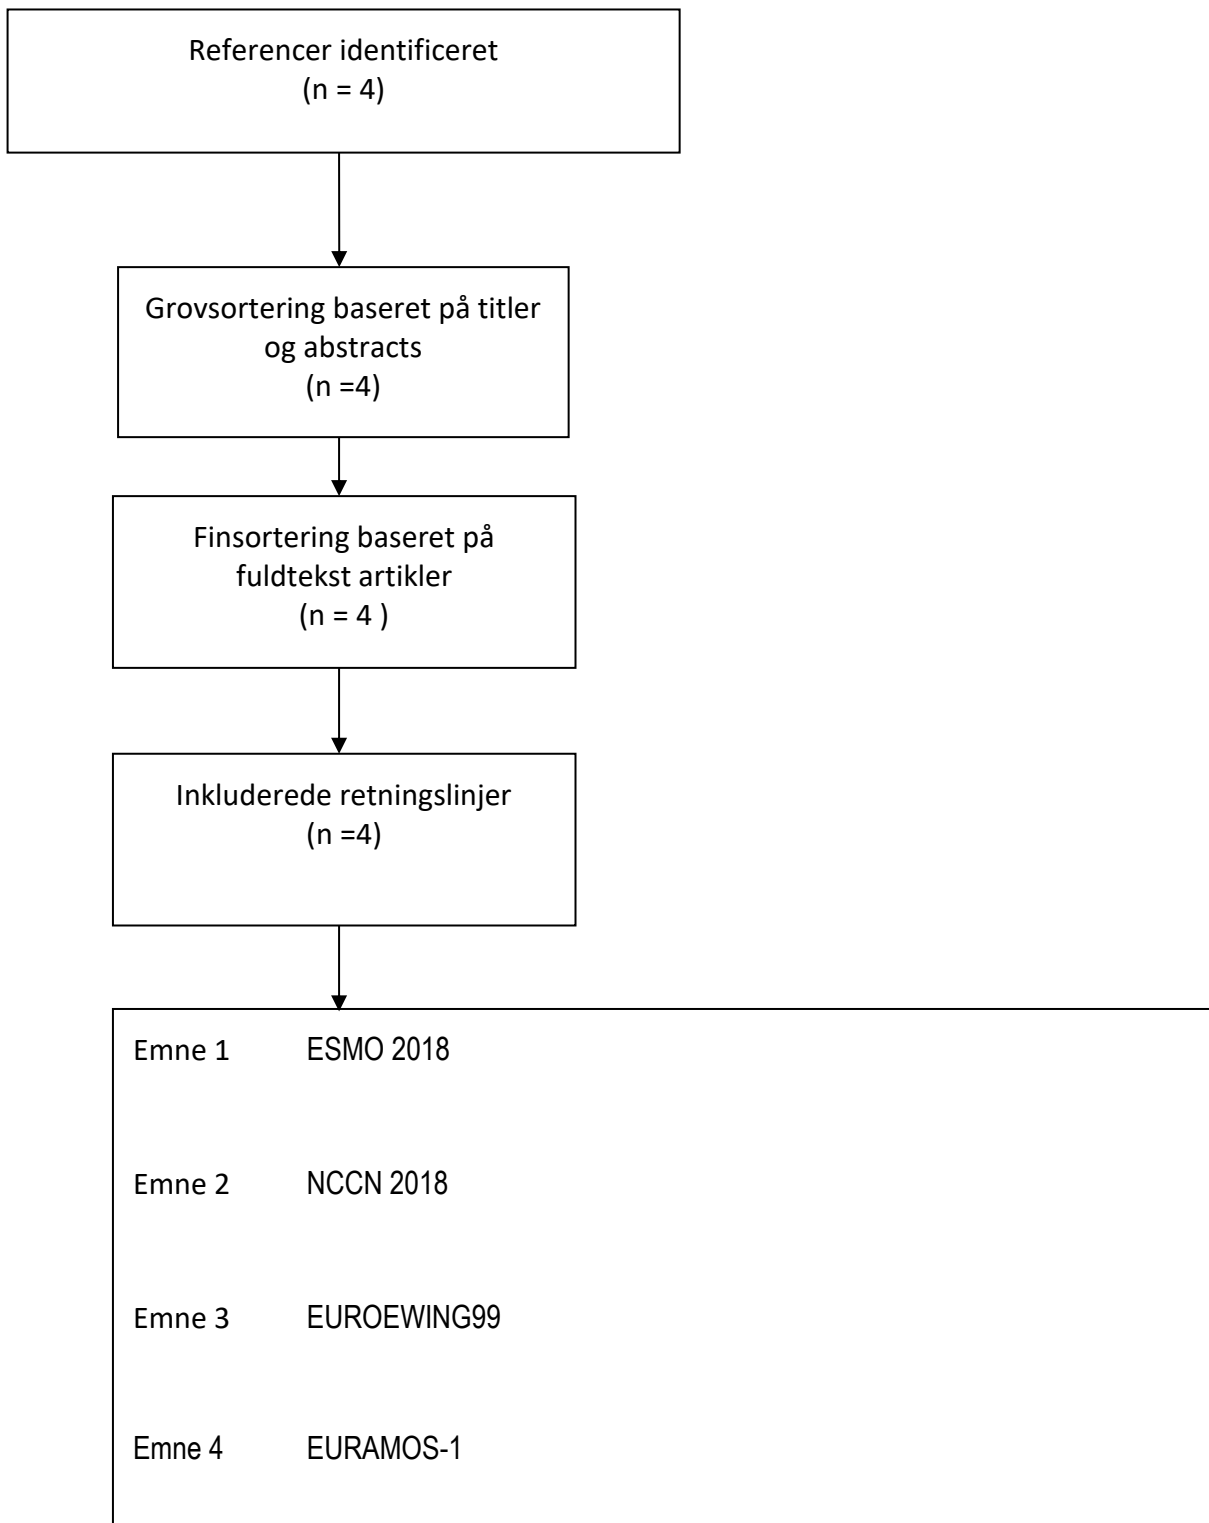 Referencer identificeret
(n = 4)
Grovsortering baseret på titler
og abstracts
(n =4)
Finsortering baseret på
fuldtekst artikler
(n = 4 )
Inkluderede retningslinjer
(n =4)
Emne 1 ESMO 2018
Emne 2 NCCN 2018
Emne 3 EUROEWING99
Emne 4 EURAMOS-1